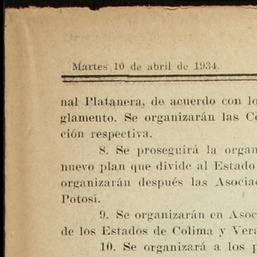 Martes 10 de abril de 1934.
nal Platanera, de acuerdo con lo
glamento. Se organizarán las
ción respectiva.
8. Se proseguirá la organ
nuevo plan que divide al Estado
organizarán después las Asocia
Potosí.
9. Se organizarán en Asoc
de los Estados de Colima y Ver
10. Se organizará a los p